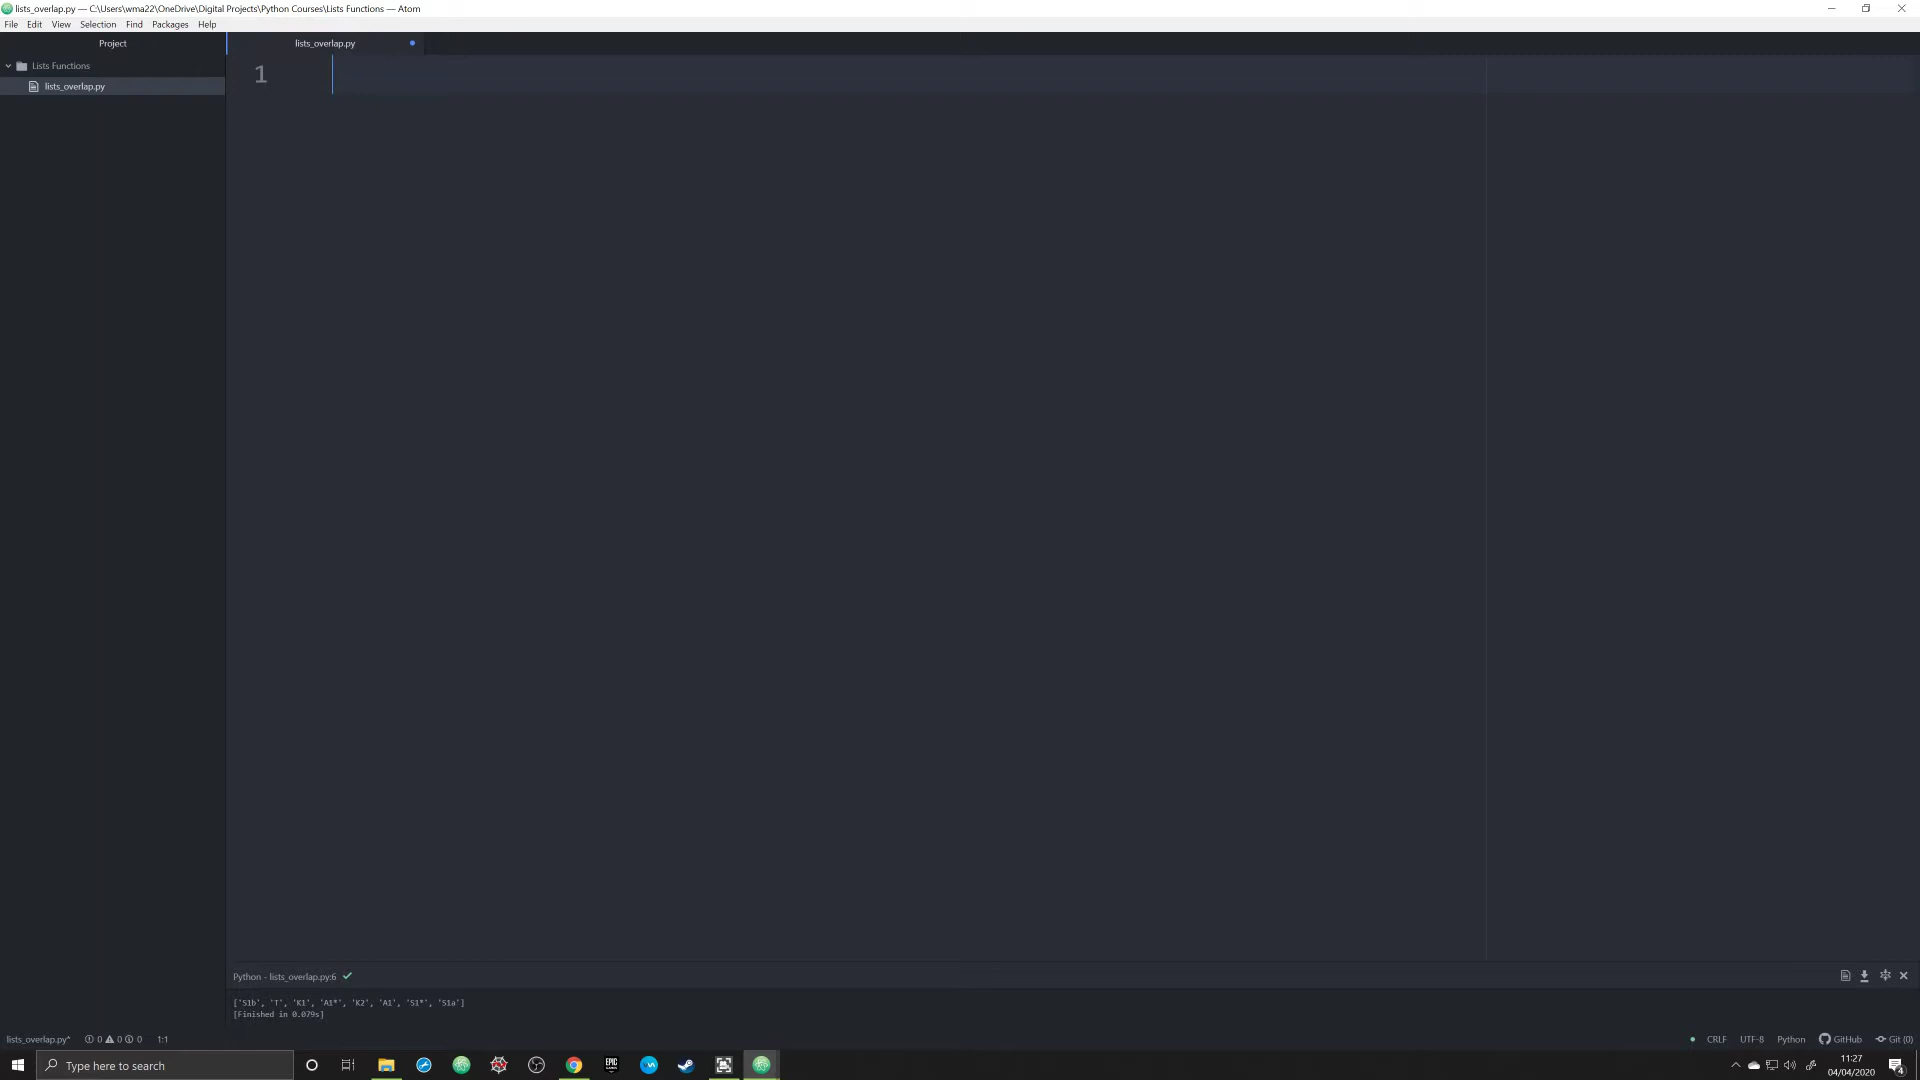 lists_overlap.py — C:\Users\wma22\OneDrive\Digital Projects\Python Courses\Lists Functions — Atom
File Edit View Selection Find Packages Help
Project
lists_overlap.py
Lists Functions
1
lists_overlap.py
Python - lists_overlap.py:6
['S1b', 'T', 'K1', 'A1*', 'K2', 'A1', 'S1*', 'S1a']
[Finished in 0.079s]
lists_overlap.py* 0 0 0 1:1 CRLF UTF-8 Python GitHub Git (0)
Type here to search
EPIC GAMES
11:27
04/04/2020
4